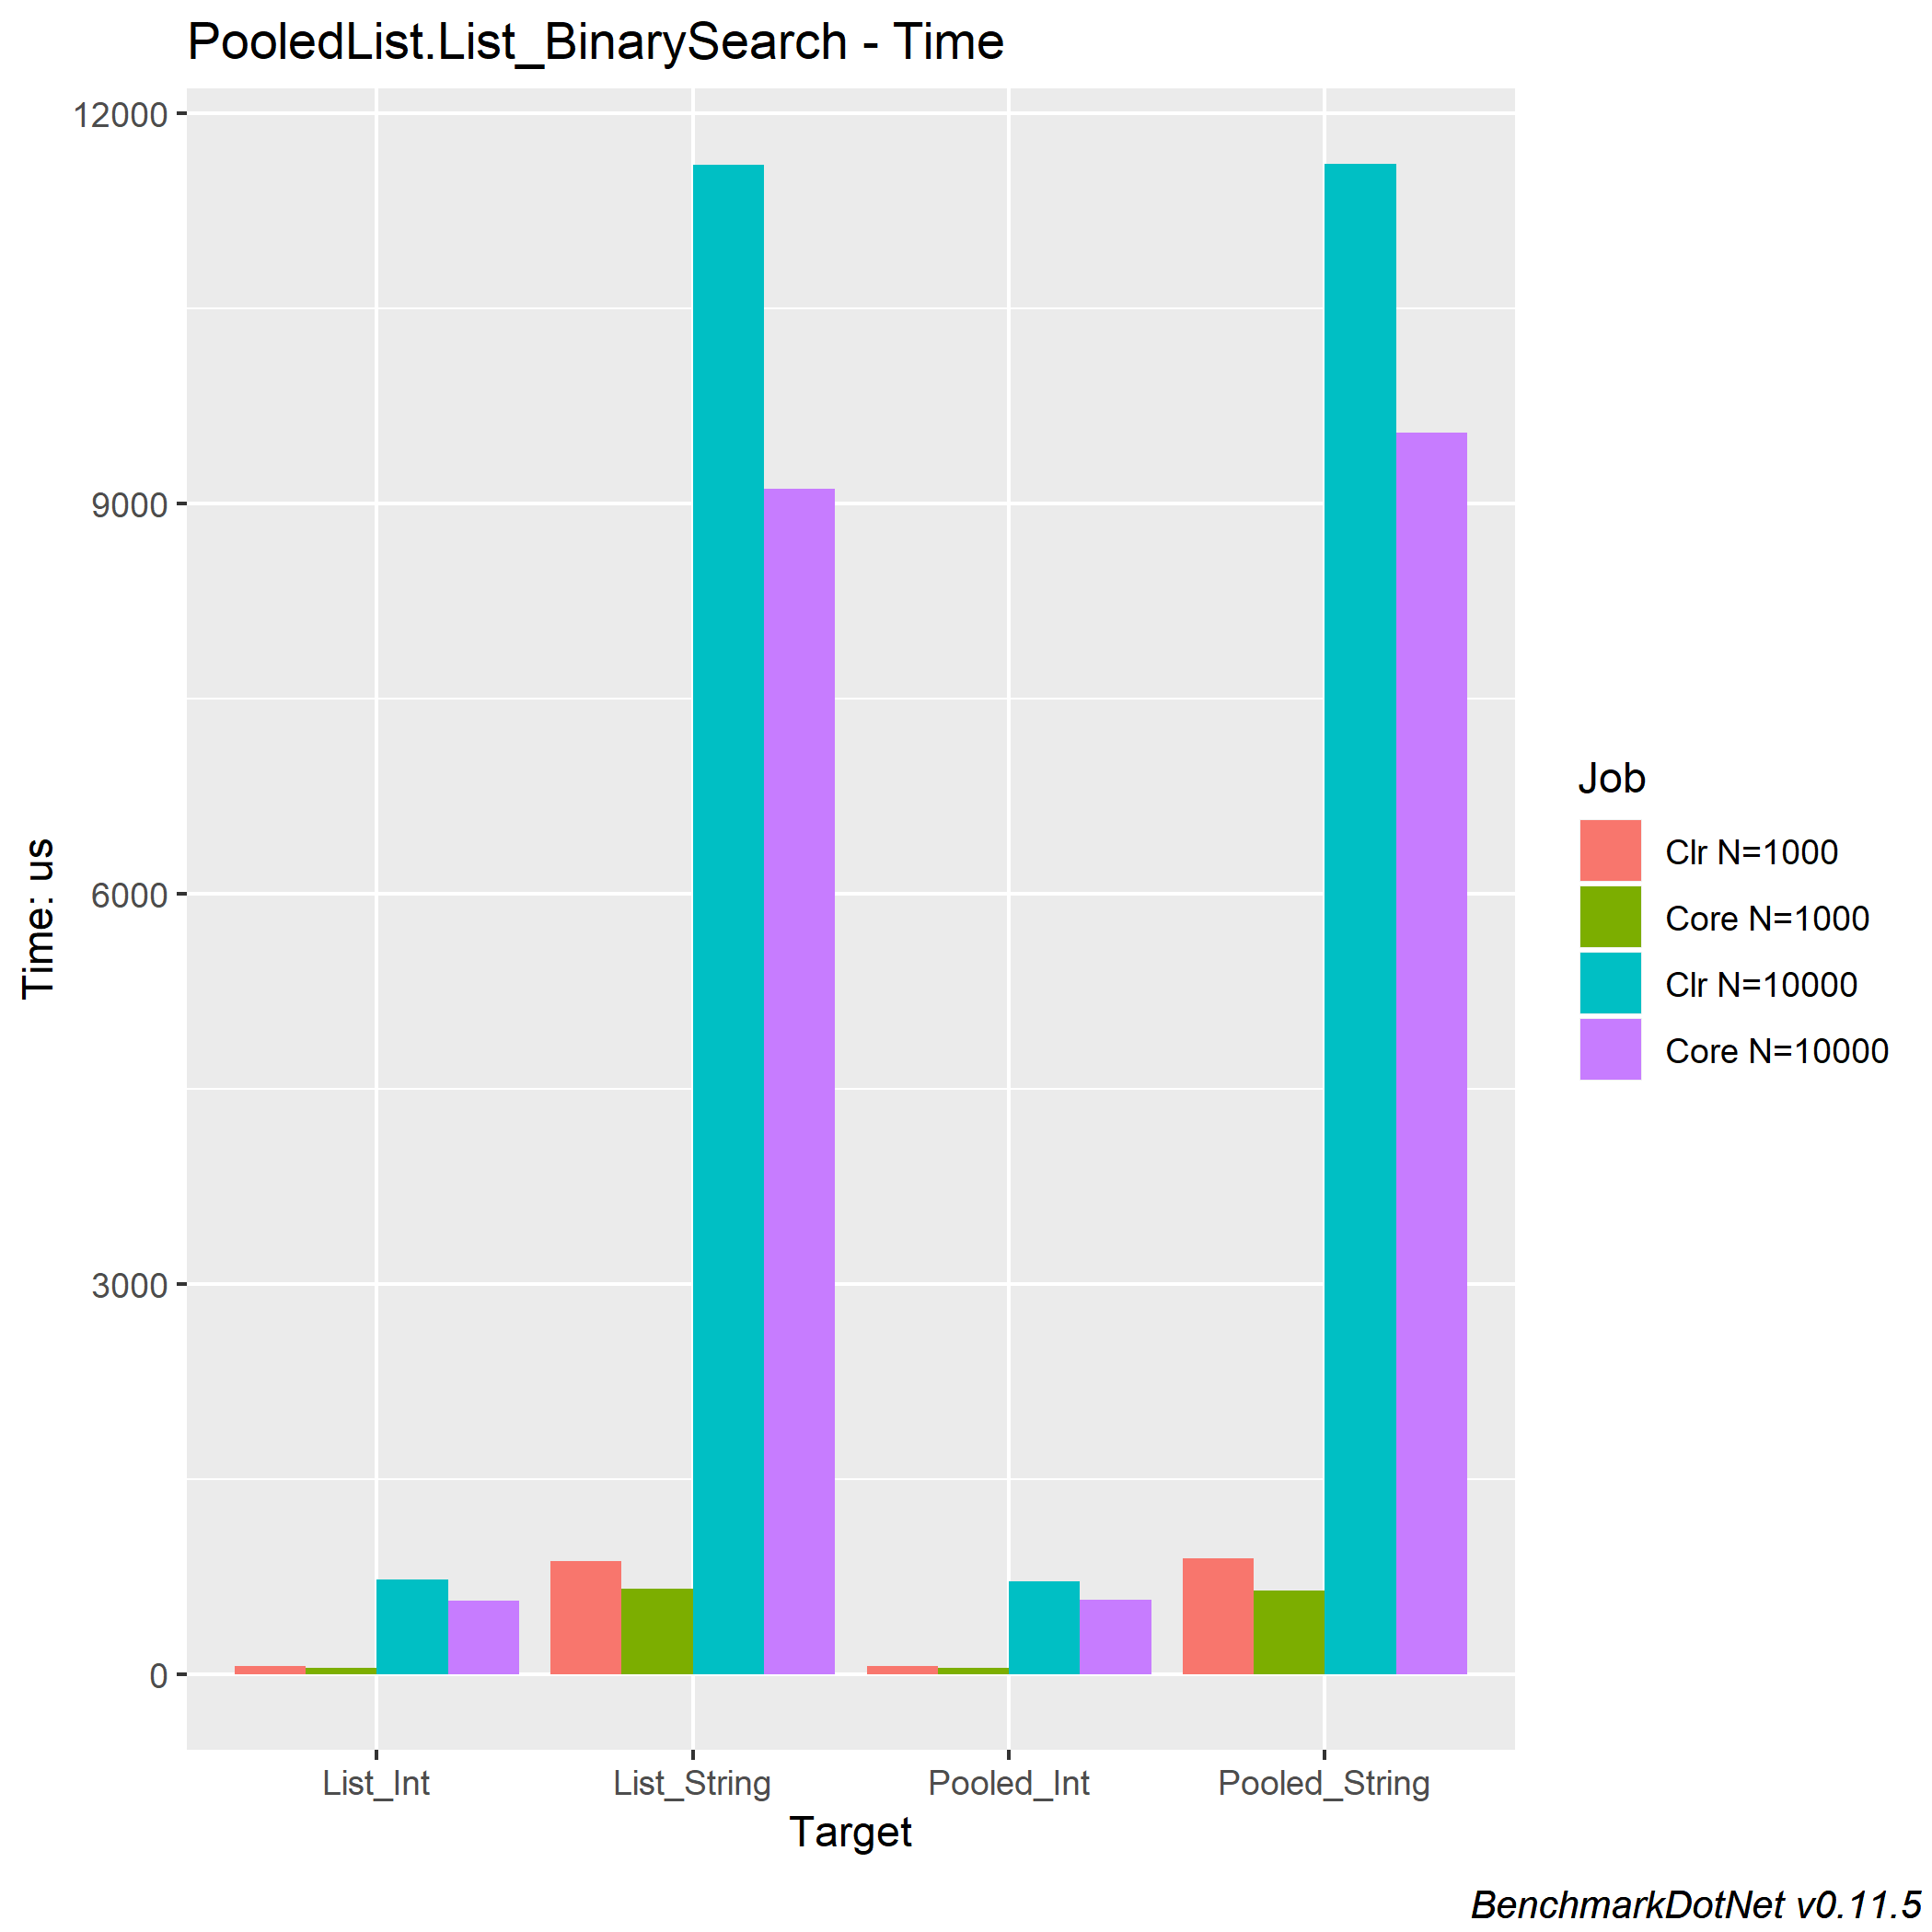 PooledList.List_BinarySearch - Time
12000
9000
6000
3000
0
Time: us
List_Int
List_String
Pooled_Int
Pooled_String
Target
Job
Clr N=1000
Core N=1000
Clr N=10000
Core N=10000
BenchmarkDotNet v0.11.5